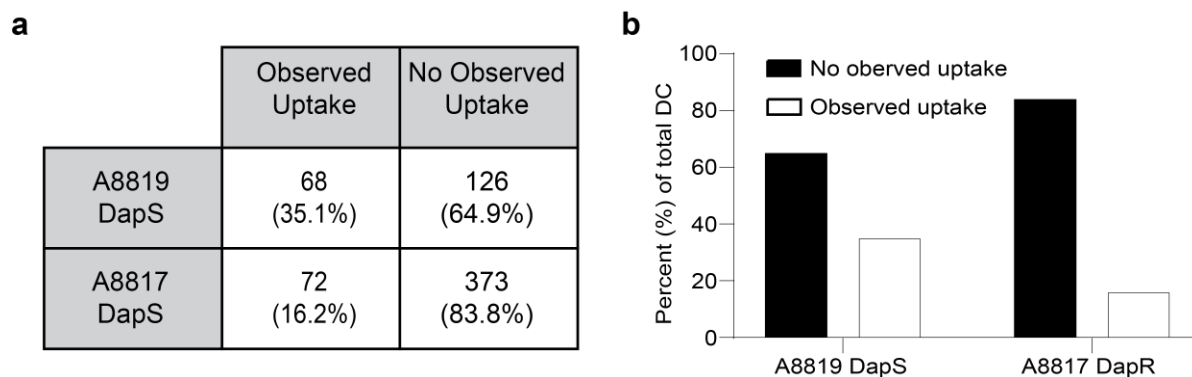 a
Observed
Uptake
No Observed
Uptake
A8819
DapS
68
(35.1%)
126
(64.9%)
A8817
DapS
72
(16.2%)
373
(83.8%)
b
Percent (%) of total DC
100
80
60
40
20
0
No oberved uptake
Observed uptake
A8819 DapS
A8817 DapR